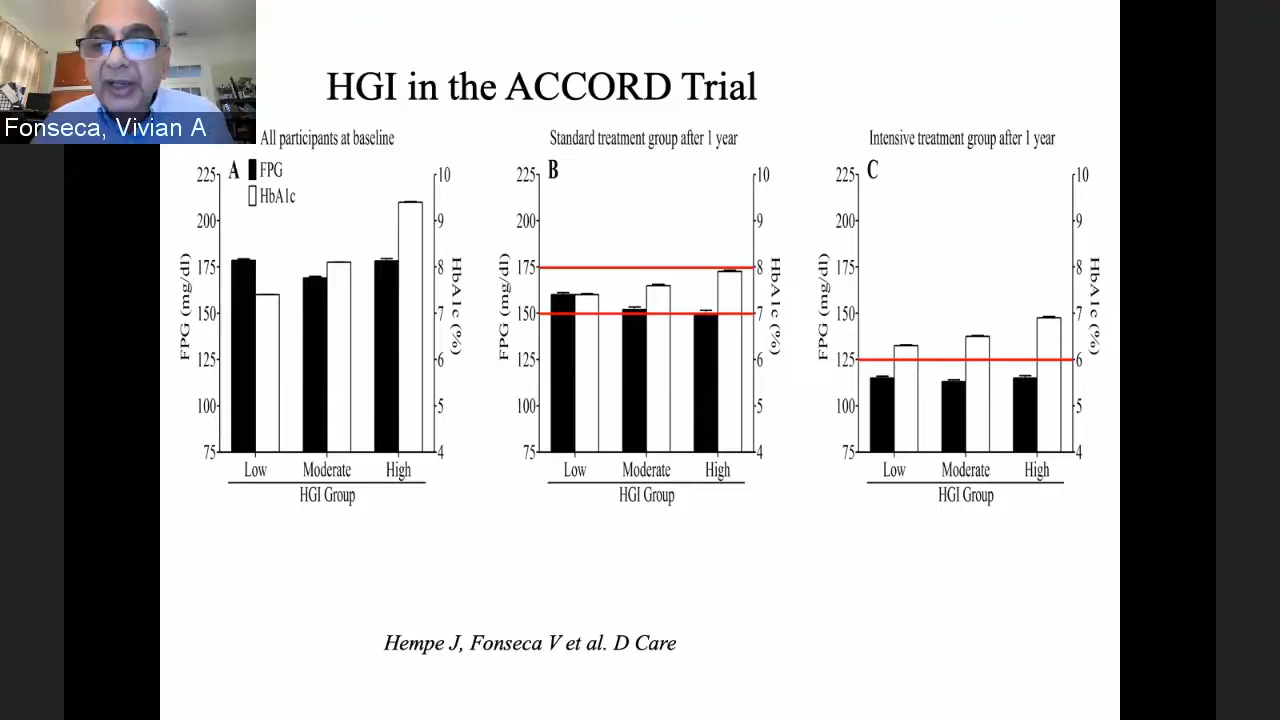 Fonseca, Vivian A
HGI in the ACCORD Trial
All participants at baseline
A
FPG
HbA1c
225
200
175
150
125
100
75
FPG (mg/dl)
10
9
8
7
6
5
4
HbA1c (%)
Low Moderate High
HGI Group
Standard treatment group after 1 year
B
225
200
175
150
125
100
75
FPG (mg/dl)
10
9
8
7
6
5
4
HbA1c (%)
Low Moderate High
HGI Group
Intensive treatment group after 1 year
C
225
200
175
150
125
100
75
FPG (mg/dl)
10
9
8
7
6
5
4
HbA1c (%)
Low Moderate High
HGI Group
Hempe J, Fonseca V et al. D Care